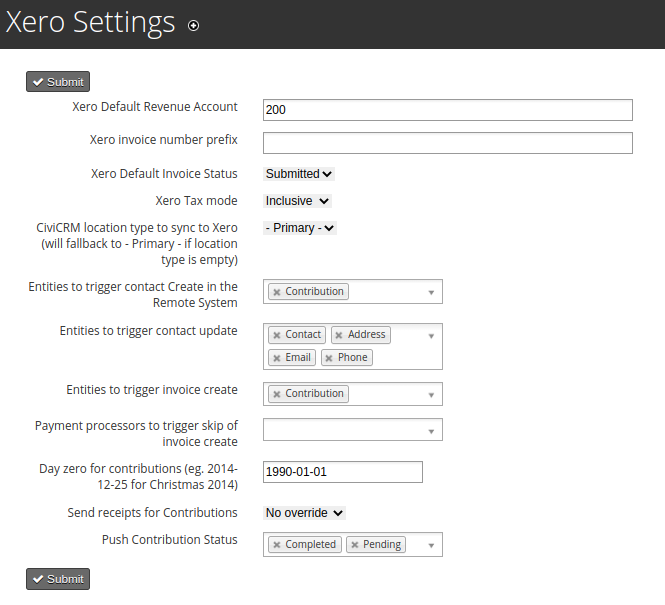 Xero Settings
Submit
Xero Default Revenue Account 200
Xero invoice number prefix
Xero Default Invoice Status Submitted
Xero Tax mode Inclusive
CiviCRM location type to sync to Xero - Primary -
(will fallback to - Primary - if location
type is empty)
Entities to trigger contact Create in the Contribution
Remote System
Entities to trigger contact update Contact Address
Email Phone
Entities to trigger invoice create Contribution
Payment processors to trigger skip of
invoice create
Day zero for contributions (eg. 2014- 1990-01-01
12-25 for Christmas 2014)
Send receipts for Contributions No override
Push Contribution Status Completed Pending
Submit